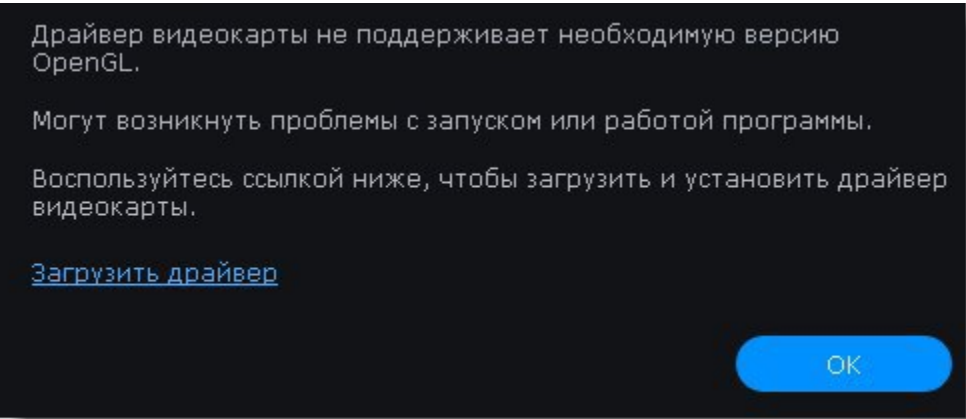 Драйвер видеокарты не поддерживает необходимую версию
OpenGL.
Могут возникнуть проблемы с запуском или работой программы.
Воспользуйтесь ссылкой ниже, чтобы загрузить и установить драйвер
видеокарты.
Загрузить драйвер
OK